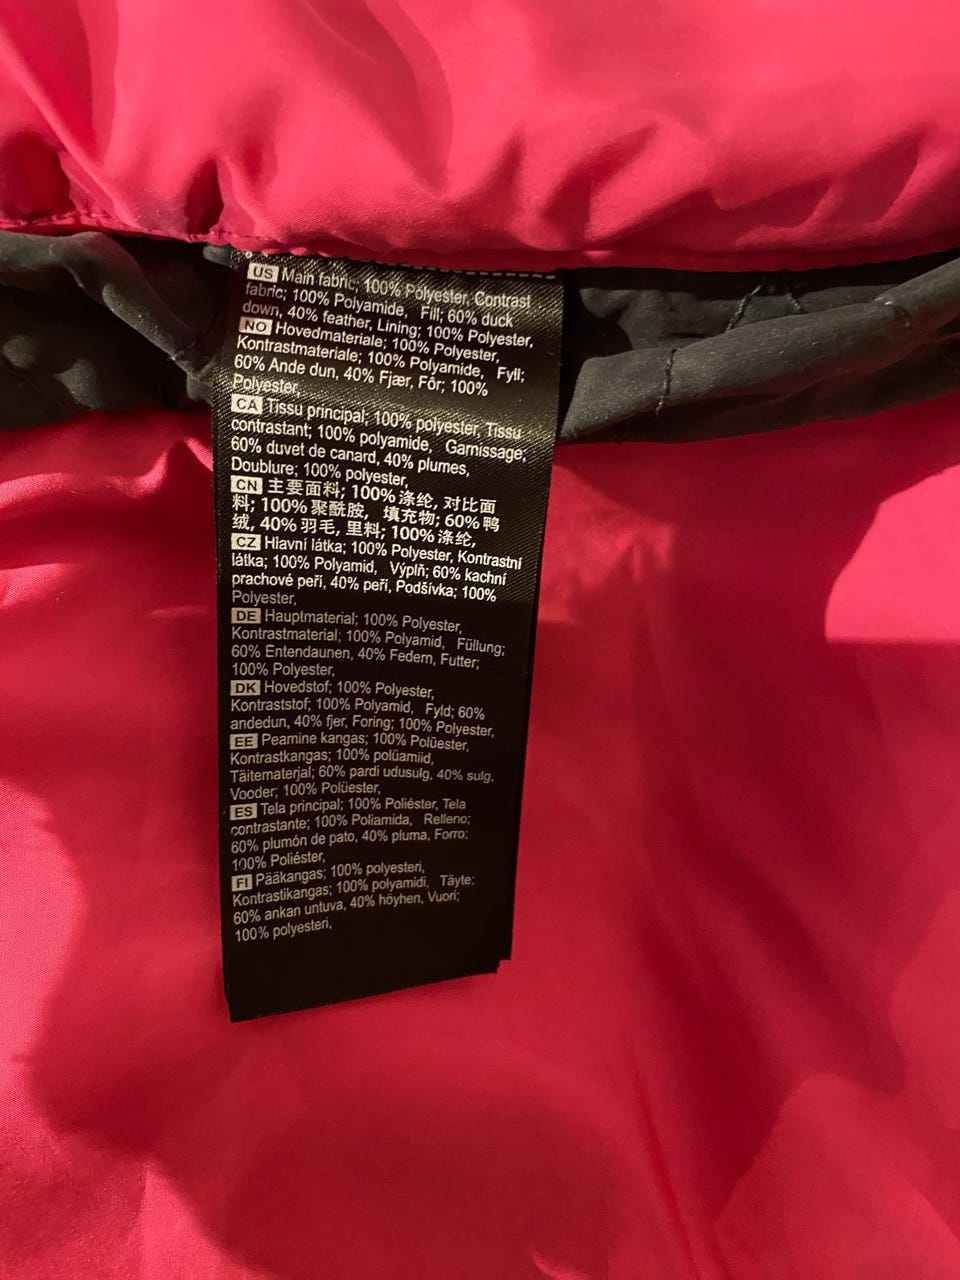 US Main fabric; 100% Polyester, Contrast
fabric; 100% Polyamide, Fill; 60% duck
down, 40% feather, Lining; 100% Polyester,
NO Hovedmateriale; 100% Polyester,
Kontrastmateriale; 100% Polyamide, Fyll;
60% Ande dun, 40% Fjær, Fôr; 100%
Polyester,
CA Tissu principal; 100% polyester, Tissu
contrastant; 100% polyamide, Garnissage;
60% duvet de canard, 40% plumes,
Doublure; 100% polyester,
CN 主要面料; 100% 涤纶, 对比面
料; 100% 聚酰胺, 填充物; 60% 鸭
绒, 40% 羽毛, 里料; 100% 涤纶,
CZ Hlavní látka; 100% Polyester, Kontrastní
látka; 100% Polyamid, Výplň; 60% kachní
prachové peří, 40% peří, Podšívka; 100%
Polyester,
DE Hauptmaterial; 100% Polyester,
Kontrastmaterial; 100% Polyamid, Füllung;
60% Entendaunen, 40% Federn, Futter;
100% Polyester,
DK Hovedstof; 100% Polyester,
Kontraststof; 100% Polyamid, Fyld; 60%
andedun, 40% fjer, Foring; 100% Polyester,
EE Peamine kangas; 100% Polüester,
Kontrastkangas; 100% polüamiid,
Täitematerjal; 60% pardi udusulg, 40% sulg,
Vooder; 100% Polüester,
ES Tela principal; 100% Poliéster, Tela
contrastante; 100% Poliamida, Relleno;
60% plumón de pato, 40% pluma, Forro;
100% Poliéster,
FI Pääkangas; 100% polyesteri,
Kontrastikangas; 100% polyamidi, Täyte;
60% ankan untuva, 40% höyhen, Vuori;
100% polyesteri,